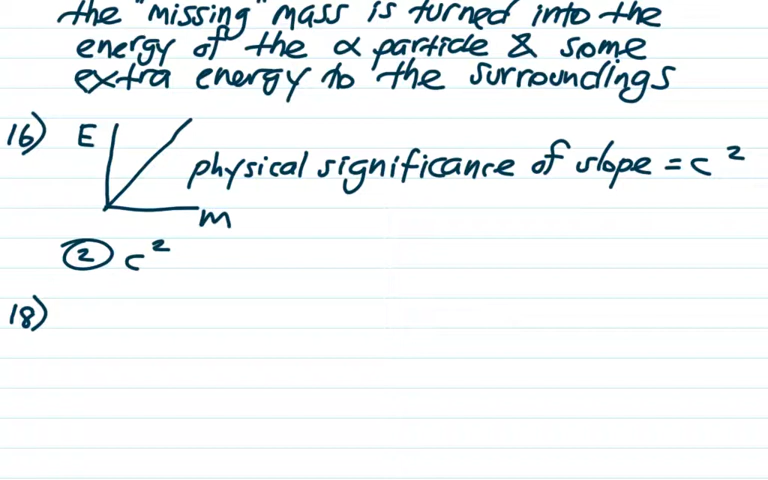 the "missing" mass is turned into the
energy of the α particle & some
extra energy to the surroundings
16) E physical significance of slope = c²
m
② c²
18)